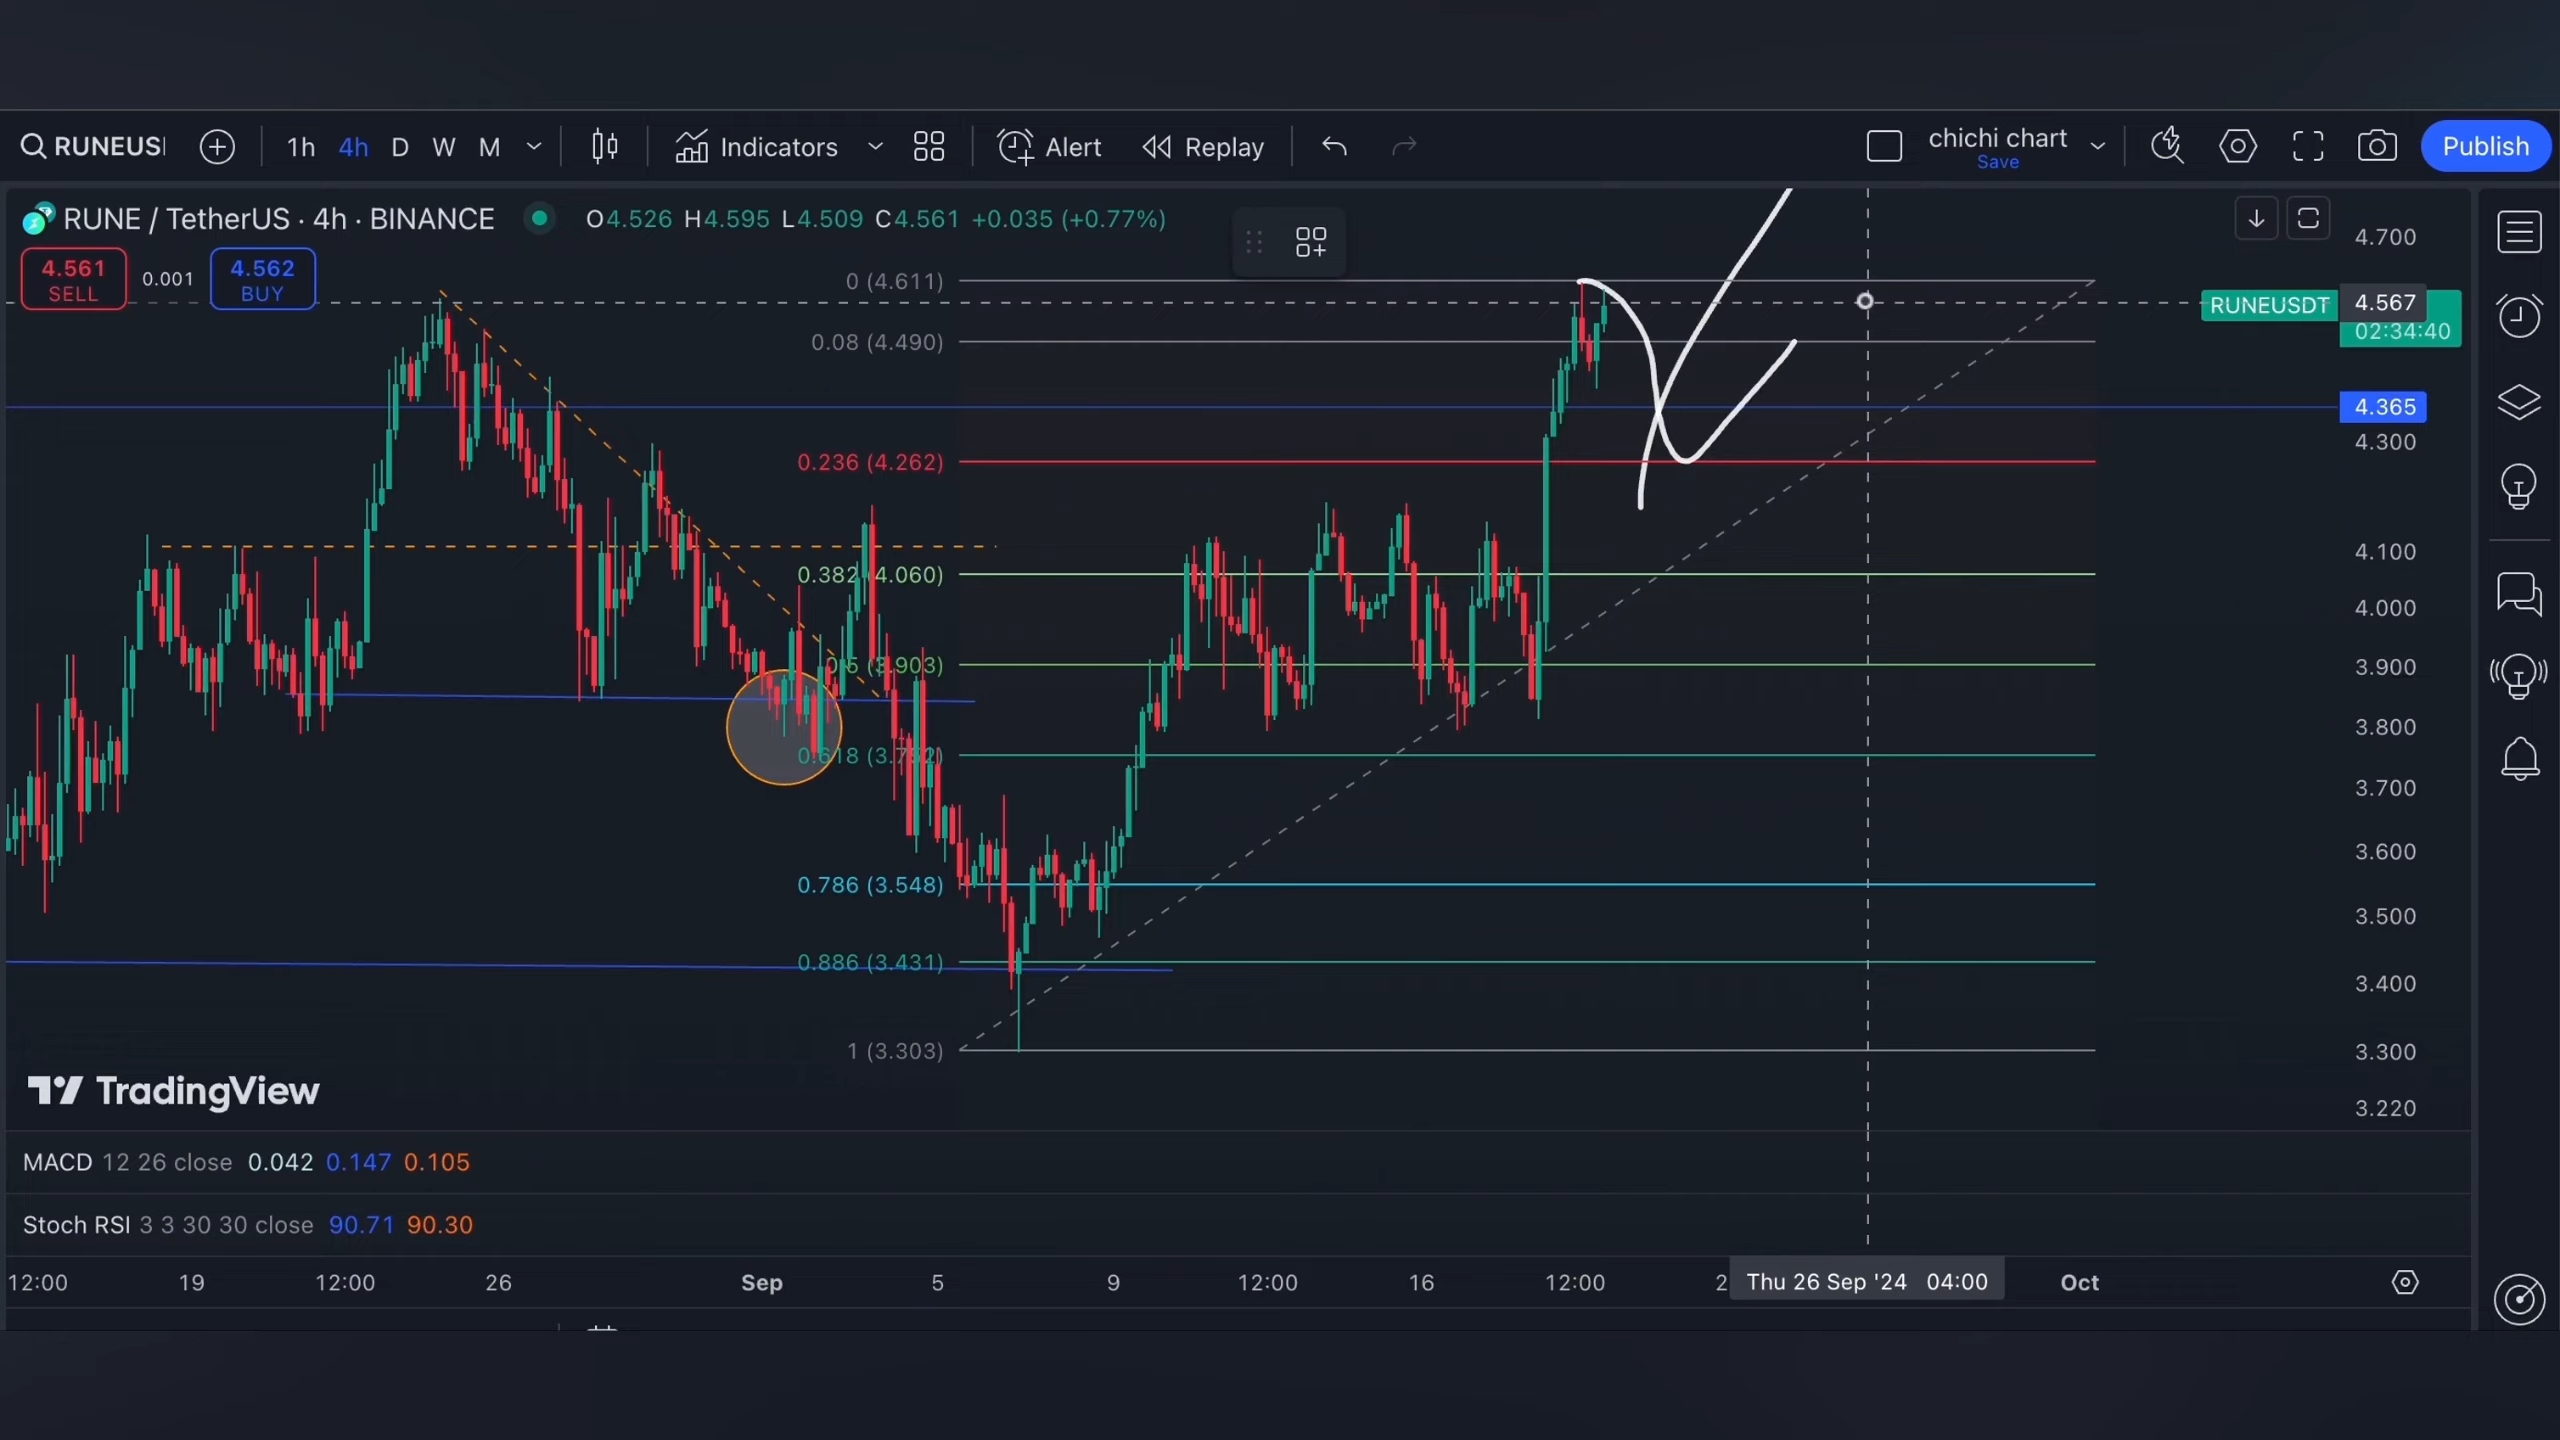 RUNEUS
1h 4h D W M Indicators Alert Replay chichi chart Save Publish
RUNE / TetherUS · 4h · BINANCE O4.526 H4.595 L4.509 C4.561 +0.035 (+0.77%)
4.561 SELL 0.001 4.562 BUY
4.700
0 (4.611)
RUNEUSDT 4.567
02:34:40
0.08 (4.490)
4.365
4.300
0.236 (4.262)
4.100
0.382 (4.060)
4.000
0.5 (3.903)
3.900
3.800
3.700
3.600
0.786 (3.548)
3.500
0.886 (3.431)
3.400
1 (3.303)
3.300
TradingView
3.220
MACD 12 26 close 0.042 0.147 0.105
Stoch RSI 3 3 30 30 close 90.71 90.30
12:00 19 12:00 26 Sep 5 9 12:00 16 12:00 2 Thu 26 Sep '24 04:00 Oct